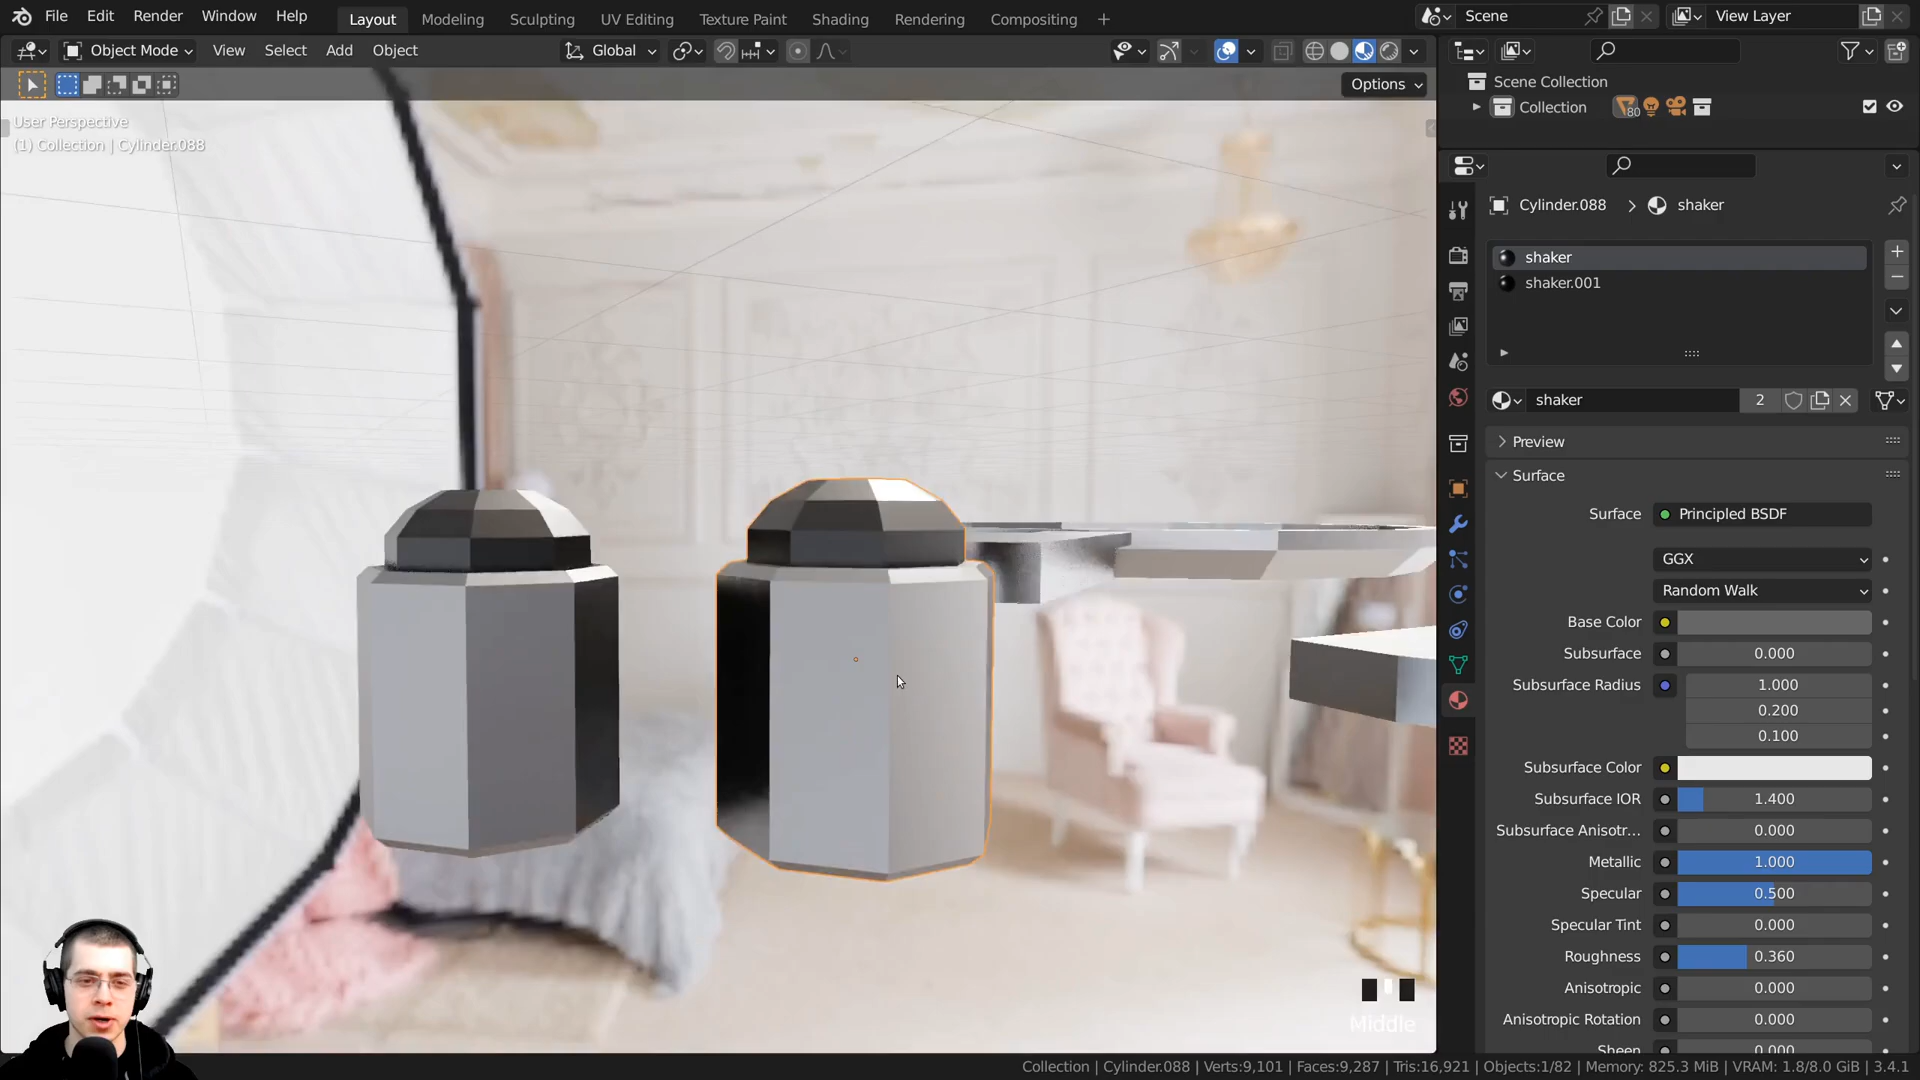 File Edit Render Window Help Layout Modeling Sculpting UV Editing Texture Paint Shading Rendering Compositing + Scene View Layer
Object Mode View Select Add Object Global
Options
User Perspective
(1) Collection | Cylinder.088
Scene Collection
Collection 80
Cylinder.088 > shaker
shaker
shaker.001
shaker 2
Preview
Surface
Surface Principled BSDF
GGX
Random Walk
Base Color
Subsurface 0.000
Subsurface Radius 1.000
0.200
0.100
Subsurface Color
Subsurface IOR 1.400
Subsurface Anisotr... 0.000
Metallic 1.000
Specular 0.500
Specular Tint 0.000
Roughness 0.360
Anisotropic 0.000
Anisotropic Rotation 0.000
Sheen 0.000
Middle
Collection | Cylinder.088 | Verts:9,101 | Faces:9,287 | Tris:16,921 | Objects:1/82 | Memory: 825.3 MiB | VRAM: 1.8/8.0 GiB | 3.4.1